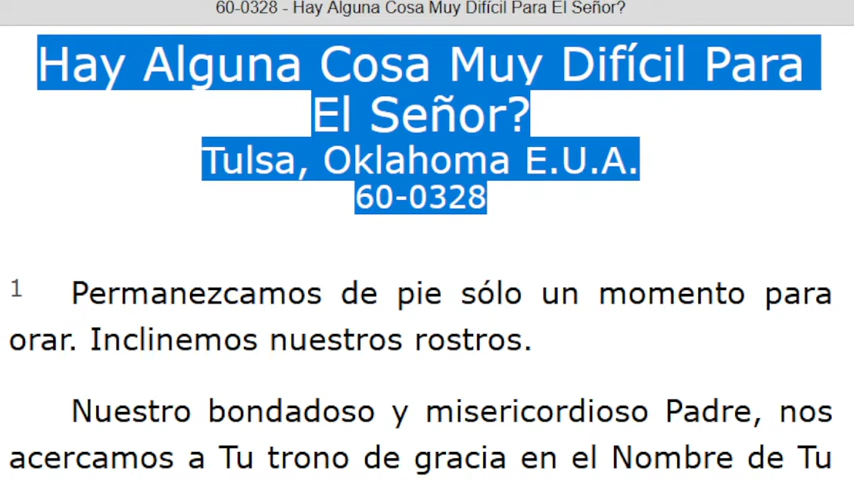 60-0328 - Hay Alguna Cosa Muy Difícil Para El Señor?
Hay Alguna Cosa Muy Difícil Para
El Señor?
Tulsa, Oklahoma E.U.A.
60-0328
1 Permanezcamos de pie sólo un momento para
orar. Inclinemos nuestros rostros.
Nuestro bondadoso y misericordioso Padre, nos
acercamos a Tu trono de gracia en el Nombre de Tu